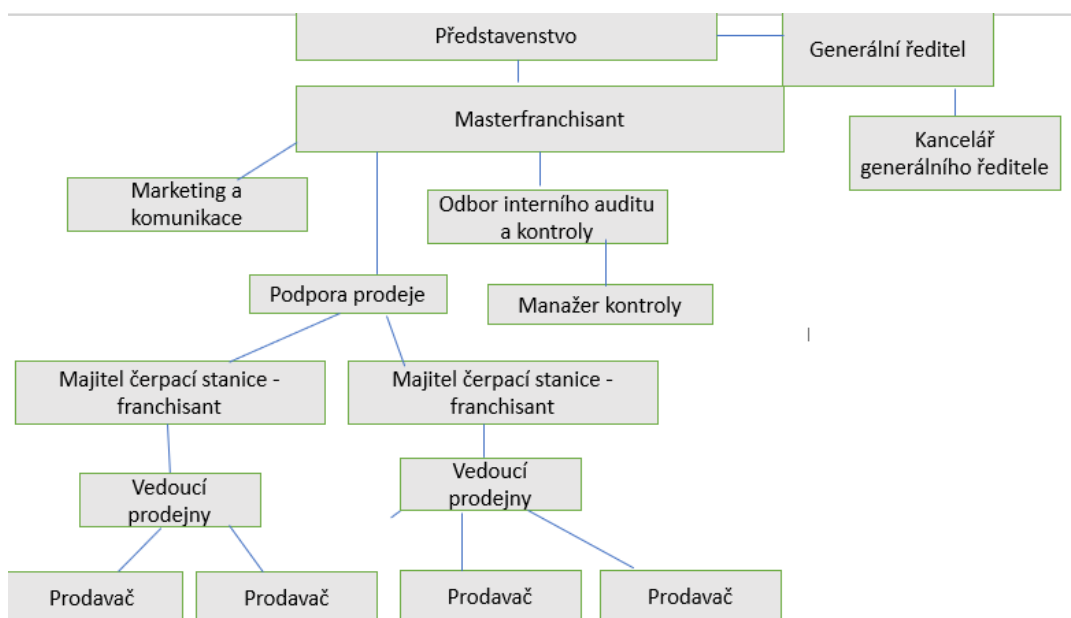 Představenstvo
Generální ředitel
Masterfranchisant
Kancelář
generálního ředitele
Marketing a
komunikace
Odbor interního auditu
a kontroly
Podpora prodeje
Manažer kontroly
Majitel čerpací stanice -
franchisant
Majitel čerpací stanice -
franchisant
Vedoucí
prodejny
Vedoucí
prodejny
Prodavač
Prodavač
Prodavač
Prodavač